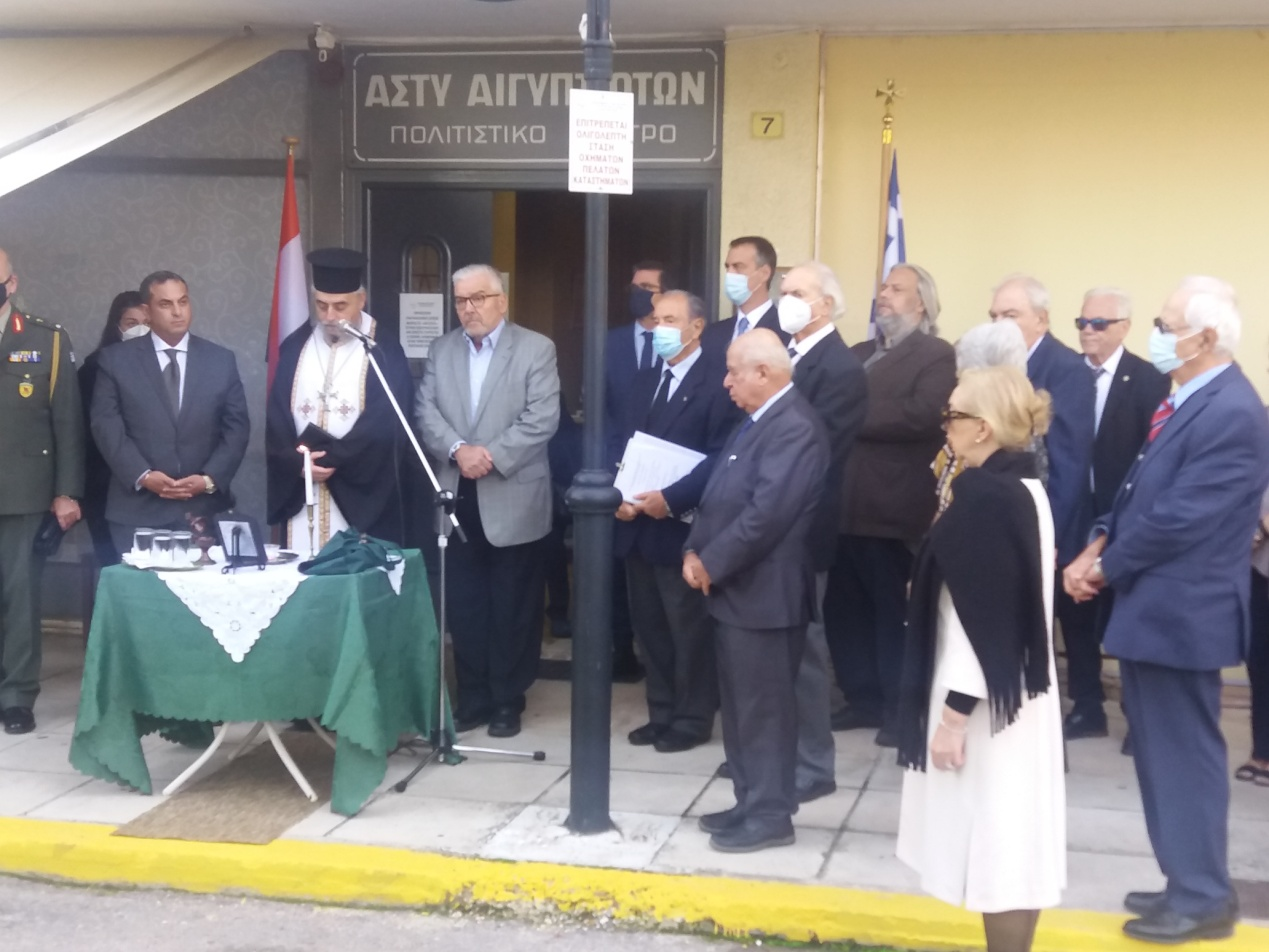 ΑΣΤΥ ΑΙΓΥΠΤΙΩΤΩΝ
ΠΟΛΙΤΙΣΤΙΚΟ ΤΡΟ
7
ΕΠΙΤΡΕΠΕΤΑΙ
ΟΛΙΓΟΛΕΠΤΗ
ΣΤΑΣΗ
ΟΧΗΜΑΤΩΝ
ΠΕΛΑΤΩΝ
ΚΑΤΑΣΤΗΜΑΤΩΝ